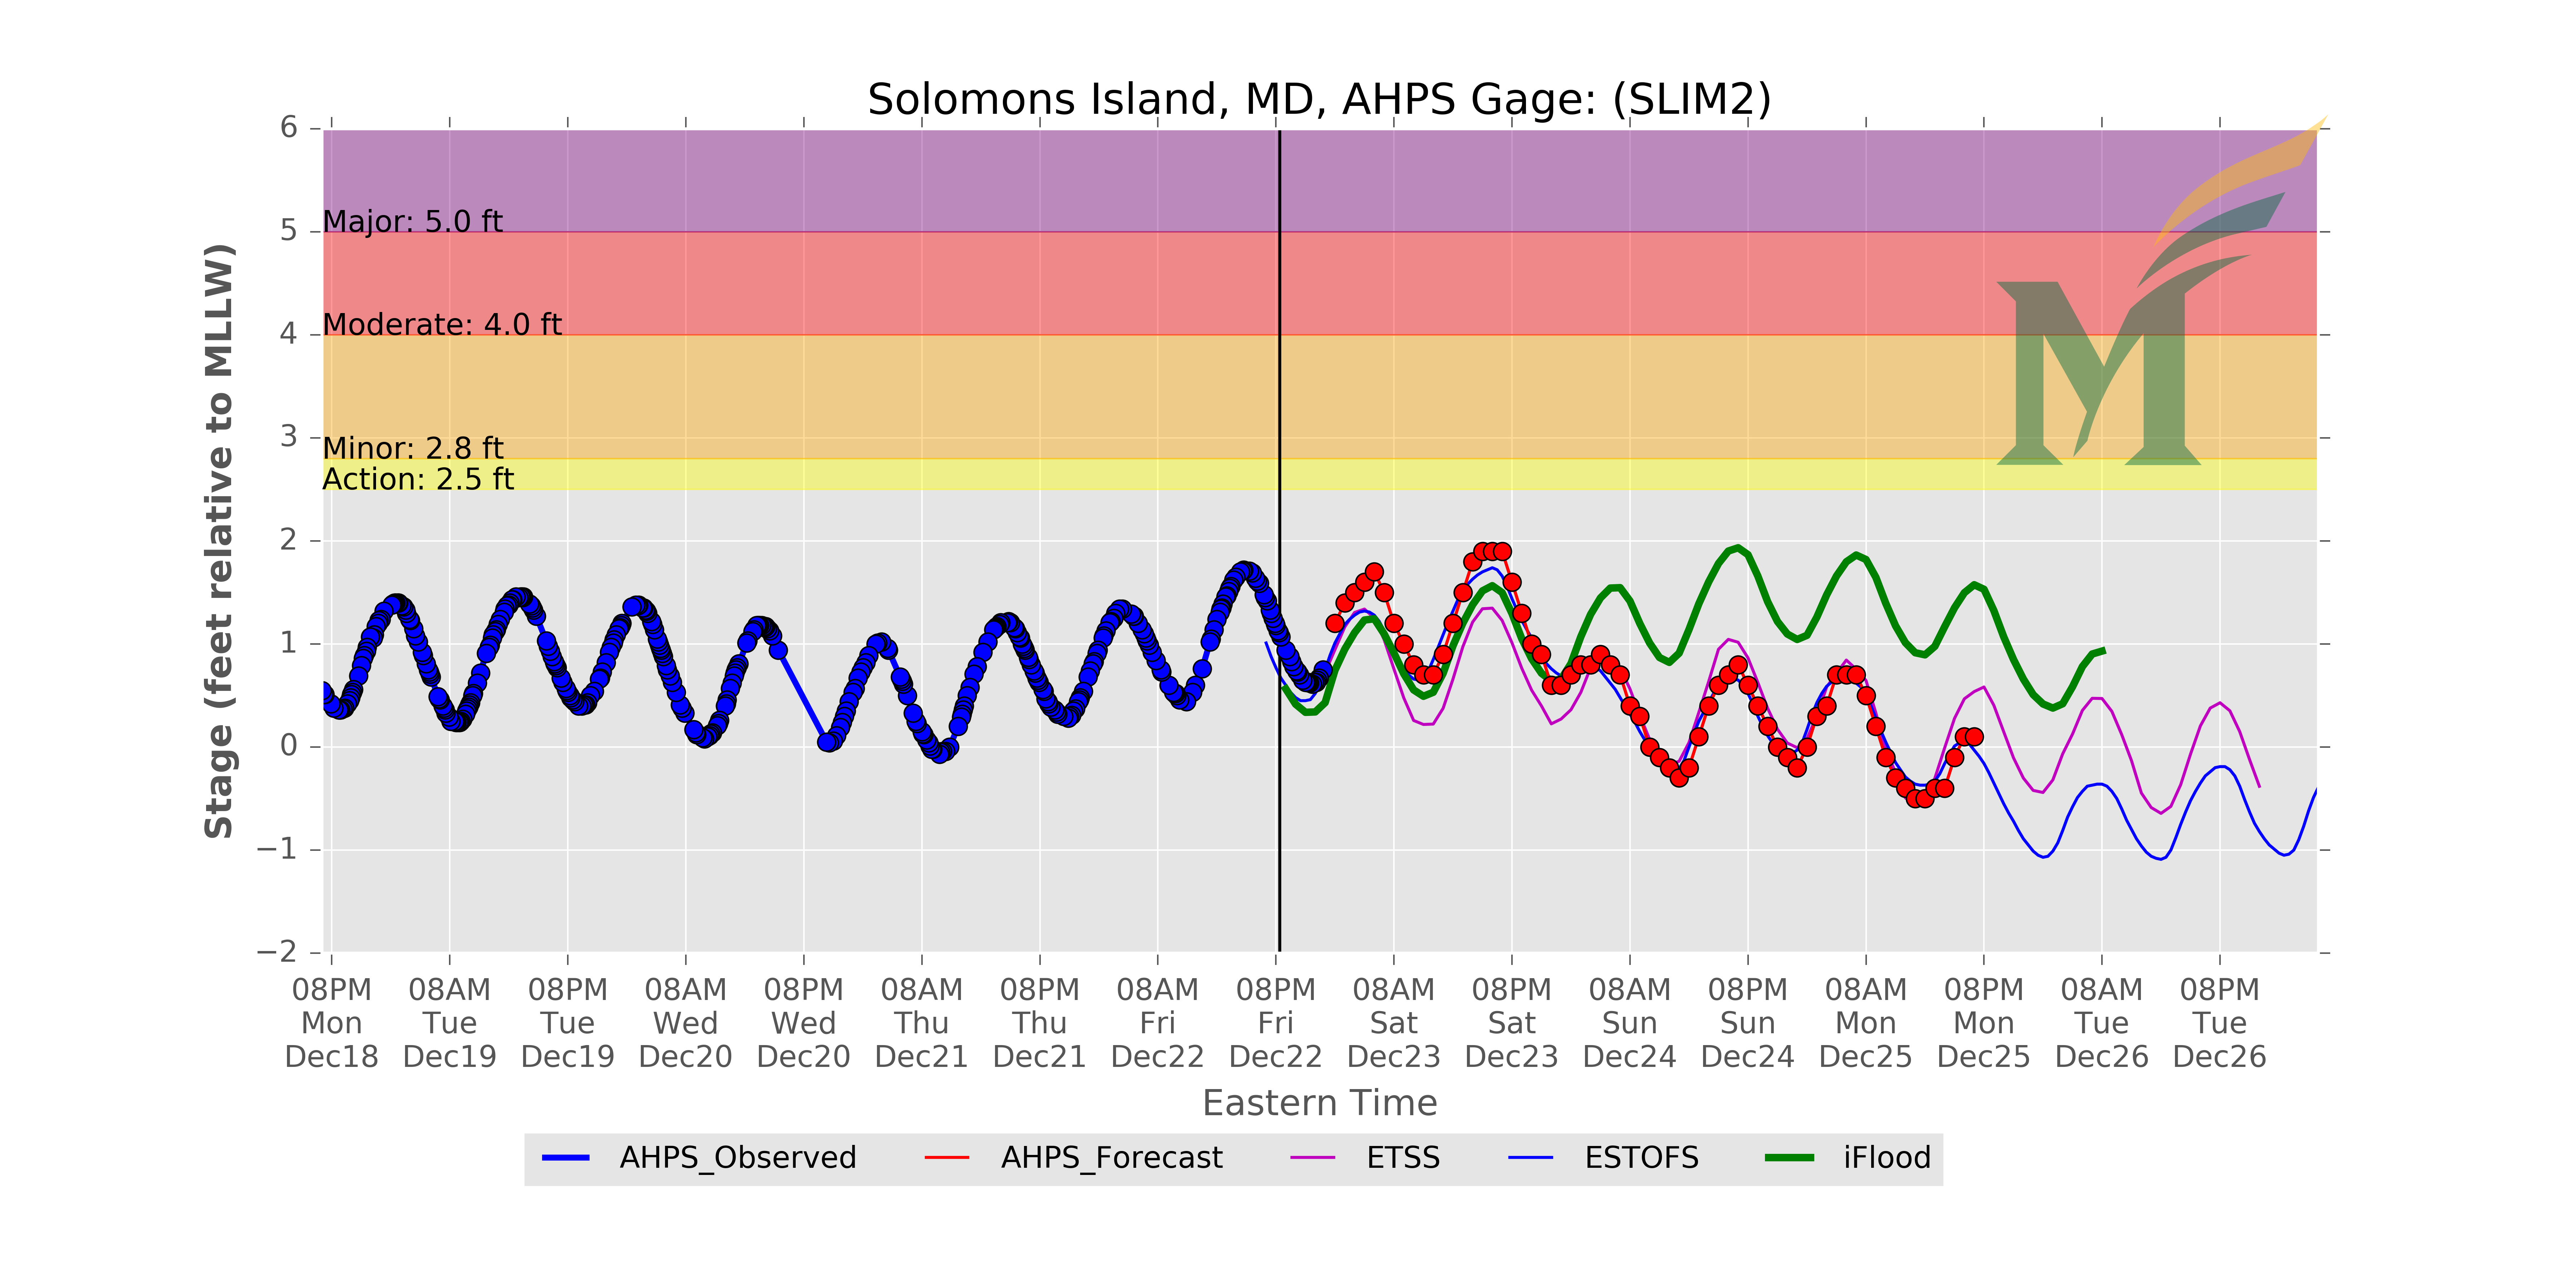 Solomons Island, MD, AHPS Gage: (SLIM2)
6
5
4
3
2
1
0
−1
−2
Stage (feet relative to MLLW)
Major: 5.0 ft
Moderate: 4.0 ft
Minor: 2.8 ft
Action: 2.5 ft
M
08PM 08AM 08PM 08AM 08PM 08AM 08PM 08AM 08PM 08AM 08PM 08AM 08PM 08AM 08PM 08AM 08PM
Mon Tue Tue Wed Wed Thu Thu Fri Fri Sat Sat Sun Sun Mon Mon Tue Tue
Dec18 Dec19 Dec19 Dec20 Dec20 Dec21 Dec21 Dec22 Dec22 Dec23 Dec23 Dec24 Dec24 Dec25 Dec25 Dec26 Dec26
Eastern Time
AHPS_Observed AHPS_Forecast ETSS ESTOFS iFlood